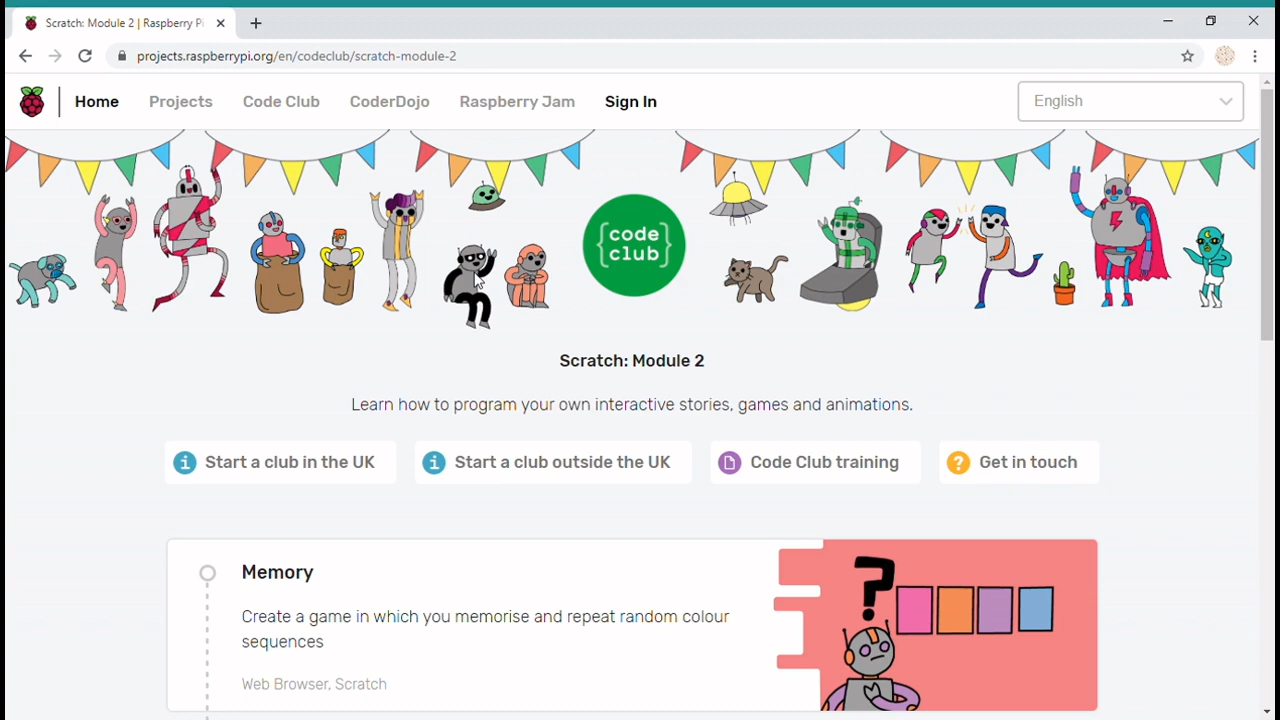 Scratch: Module 2 | Raspberry Pi
projects.raspberrypi.org/en/codeclub/scratch-module-2
Home Projects Code Club CoderDojo Raspberry Jam Sign In English
{code
club}
Scratch: Module 2
Learn how to program your own interactive stories, games and animations.
Start a club in the UK Start a club outside the UK Code Club training ? Get in touch
Memory
Create a game in which you memorise and repeat random colour
sequences
Web Browser, Scratch
?